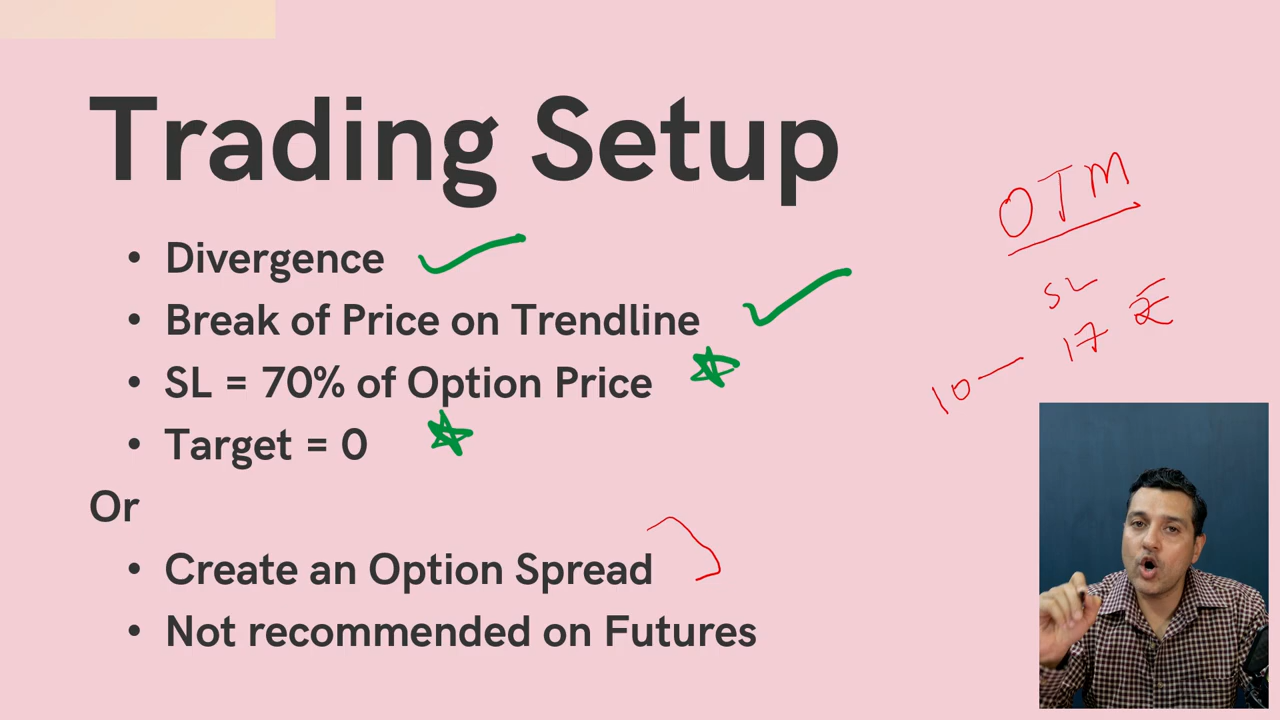 Trading Setup
• Divergence
• Break of Price on Trendline
• SL = 70% of Option Price
• Target = 0
Or
• Create an Option Spread
• Not recommended on Futures
OTM
SL
10 — 17 ₹